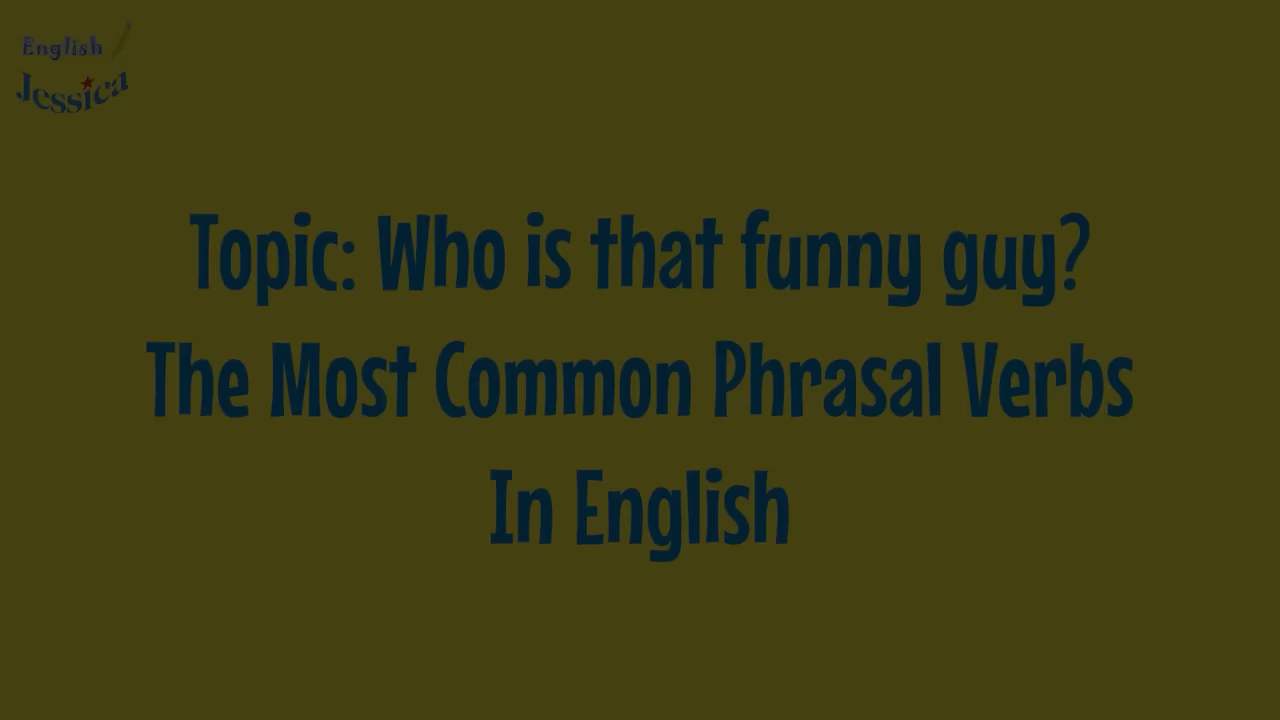 English
Jessica
Topic: Who is that funny guy?
The Most Common Phrasal Verbs
In English